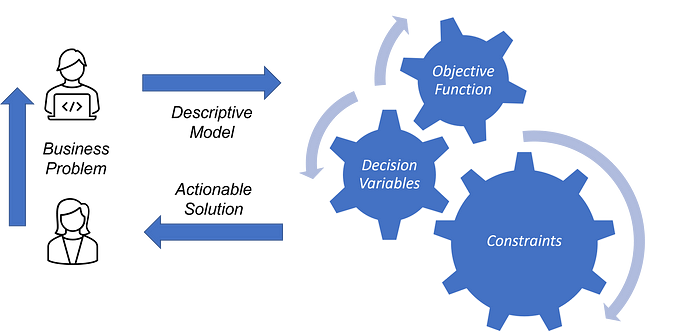 Business
Problem
Descriptive
Model
Actionable
Solution
Objective
Function
Decision
Variables
Constraints